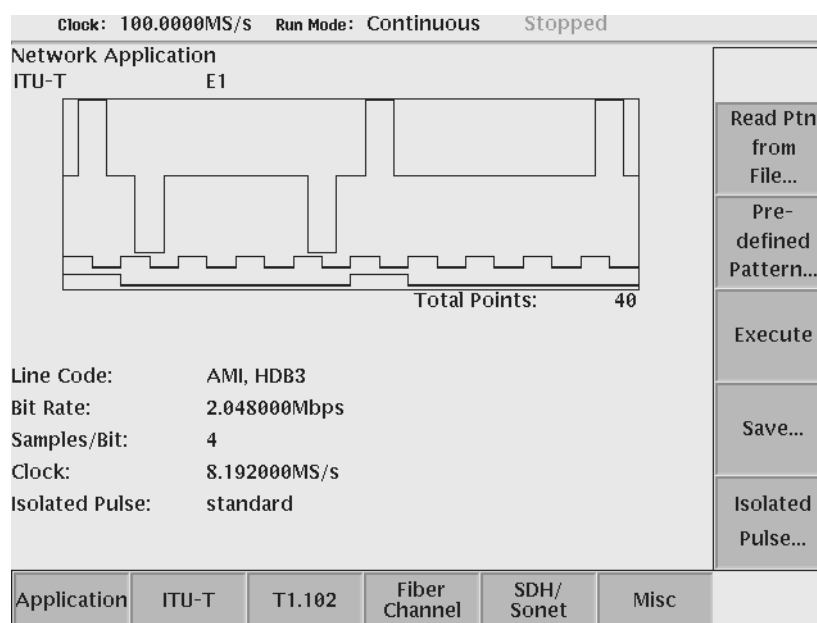 Clock: 100.0000MS/s Run Mode: Continuous Stopped
Network Application
ITU-T E1
Total Points: 40
Line Code: AMI, HDB3
Bit Rate: 2.048000Mbps
Samples/Bit: 4
Clock: 8.192000MS/s
Isolated Pulse: standard
Read Ptn
from
File...
Pre-
defined
Pattern...
Execute
Save...
Isolated
Pulse...
Application ITU-T T1.102 Fiber Channel SDH/ Sonet Misc